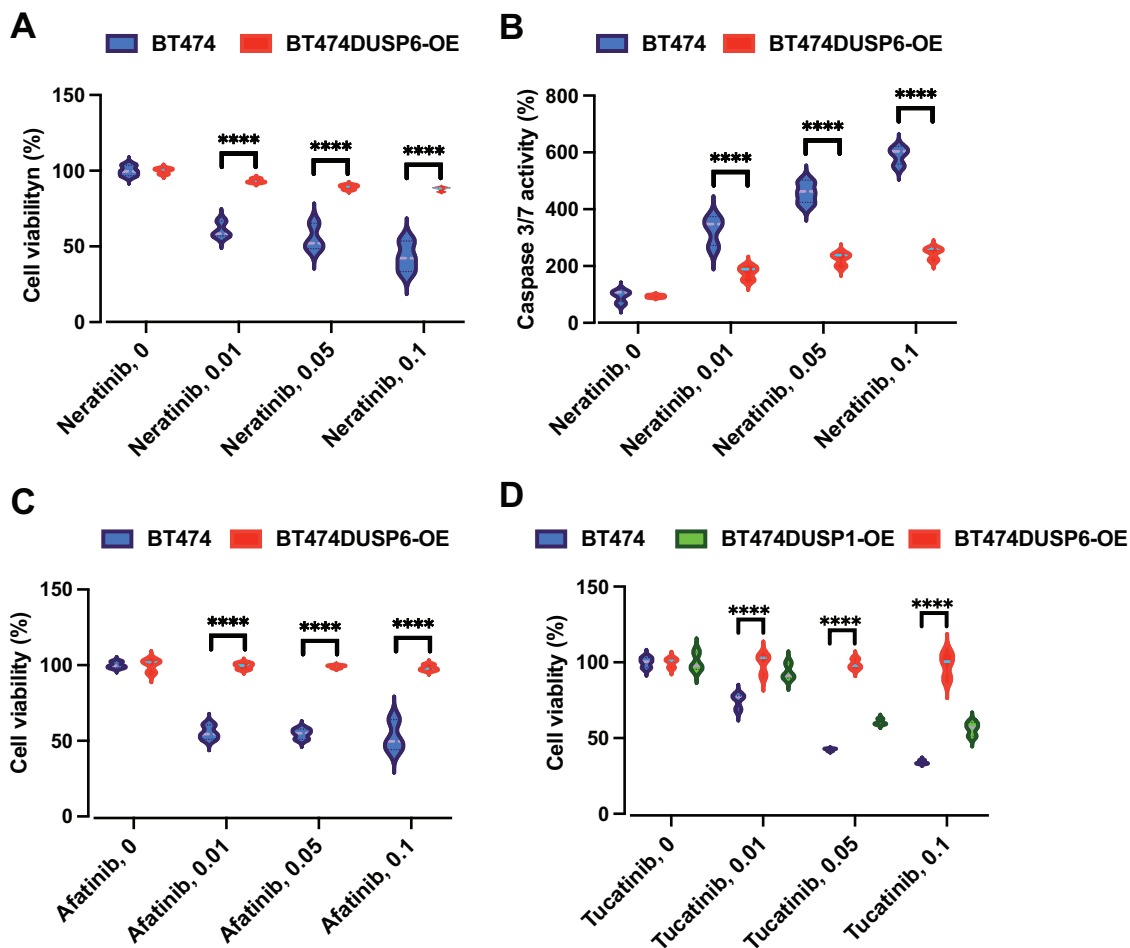 A
BT474 BT474DUSP6-OE
Cell viabilityn (%)
150
100
50
0
**** **** ****
Neratinib, 0
Neratinib, 0.01
Neratinib, 0.05
Neratinib, 0.1
B
BT474 BT474DUSP6-OE
Caspase 3/7 activity (%)
800
600
400
200
0
**** **** ****
Neratinib, 0
Neratinib, 0.01
Neratinib, 0.05
Neratinib, 0.1
C
BT474 BT474DUSP6-OE
Cell viability (%)
150
100
50
0
**** **** ****
Afatinib, 0
Afatinib, 0.01
Afatinib, 0.05
Afatinib, 0.1
D
BT474 BT474DUSP1-OE BT474DUSP6-OE
Cell viablity (%)
150
100
50
0
**** **** ****
Tucatinib, 0
Tucatinib, 0.01
Tucatinib, 0.05
Tucatinib, 0.1